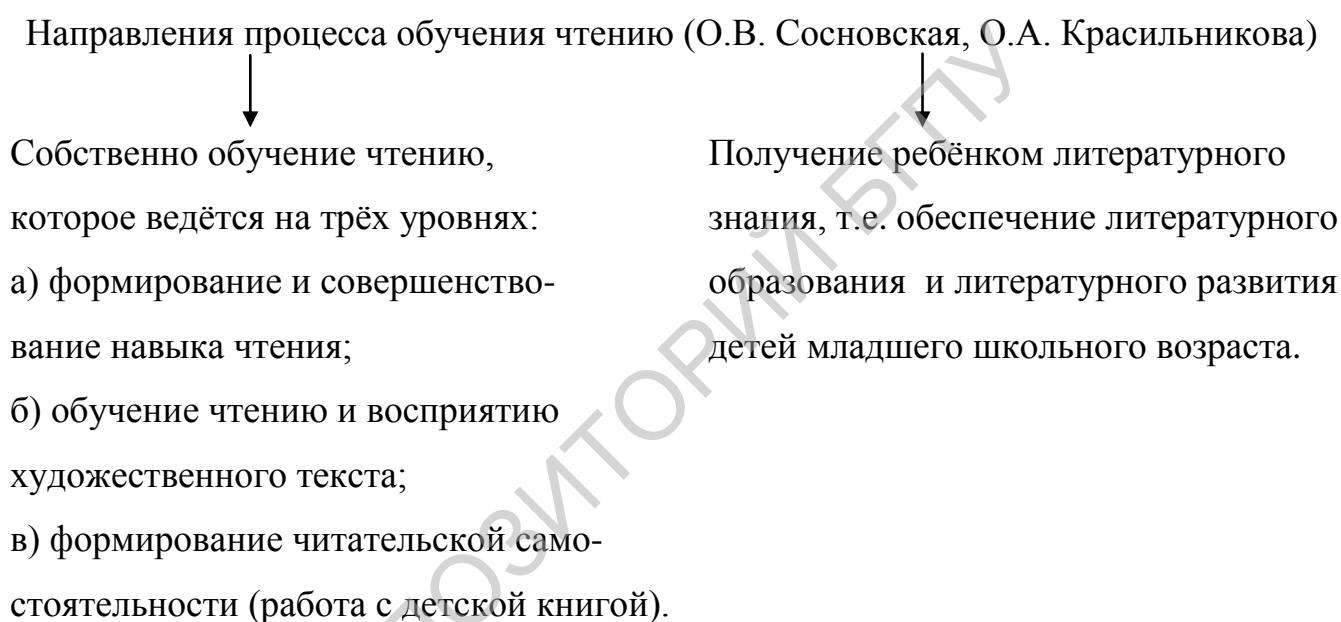 Направления процесса обучения чтению (О.В. Сосновская, О.А. Красильникова)
Собственно обучение чтению,
которое ведётся на трёх уровнях:
а) формирование и совершенство-
вание навыка чтения;
б) обучение чтению и восприятию
художественного текста;
в) формирование читательской само-
стоятельности (работа с детской книгой).
Получение ребёнком литературного
знания, т.е. обеспечение литературного
образования и литературного развития
детей младшего школьного возраста.
ПОЗИТОРИЙ БГПУ